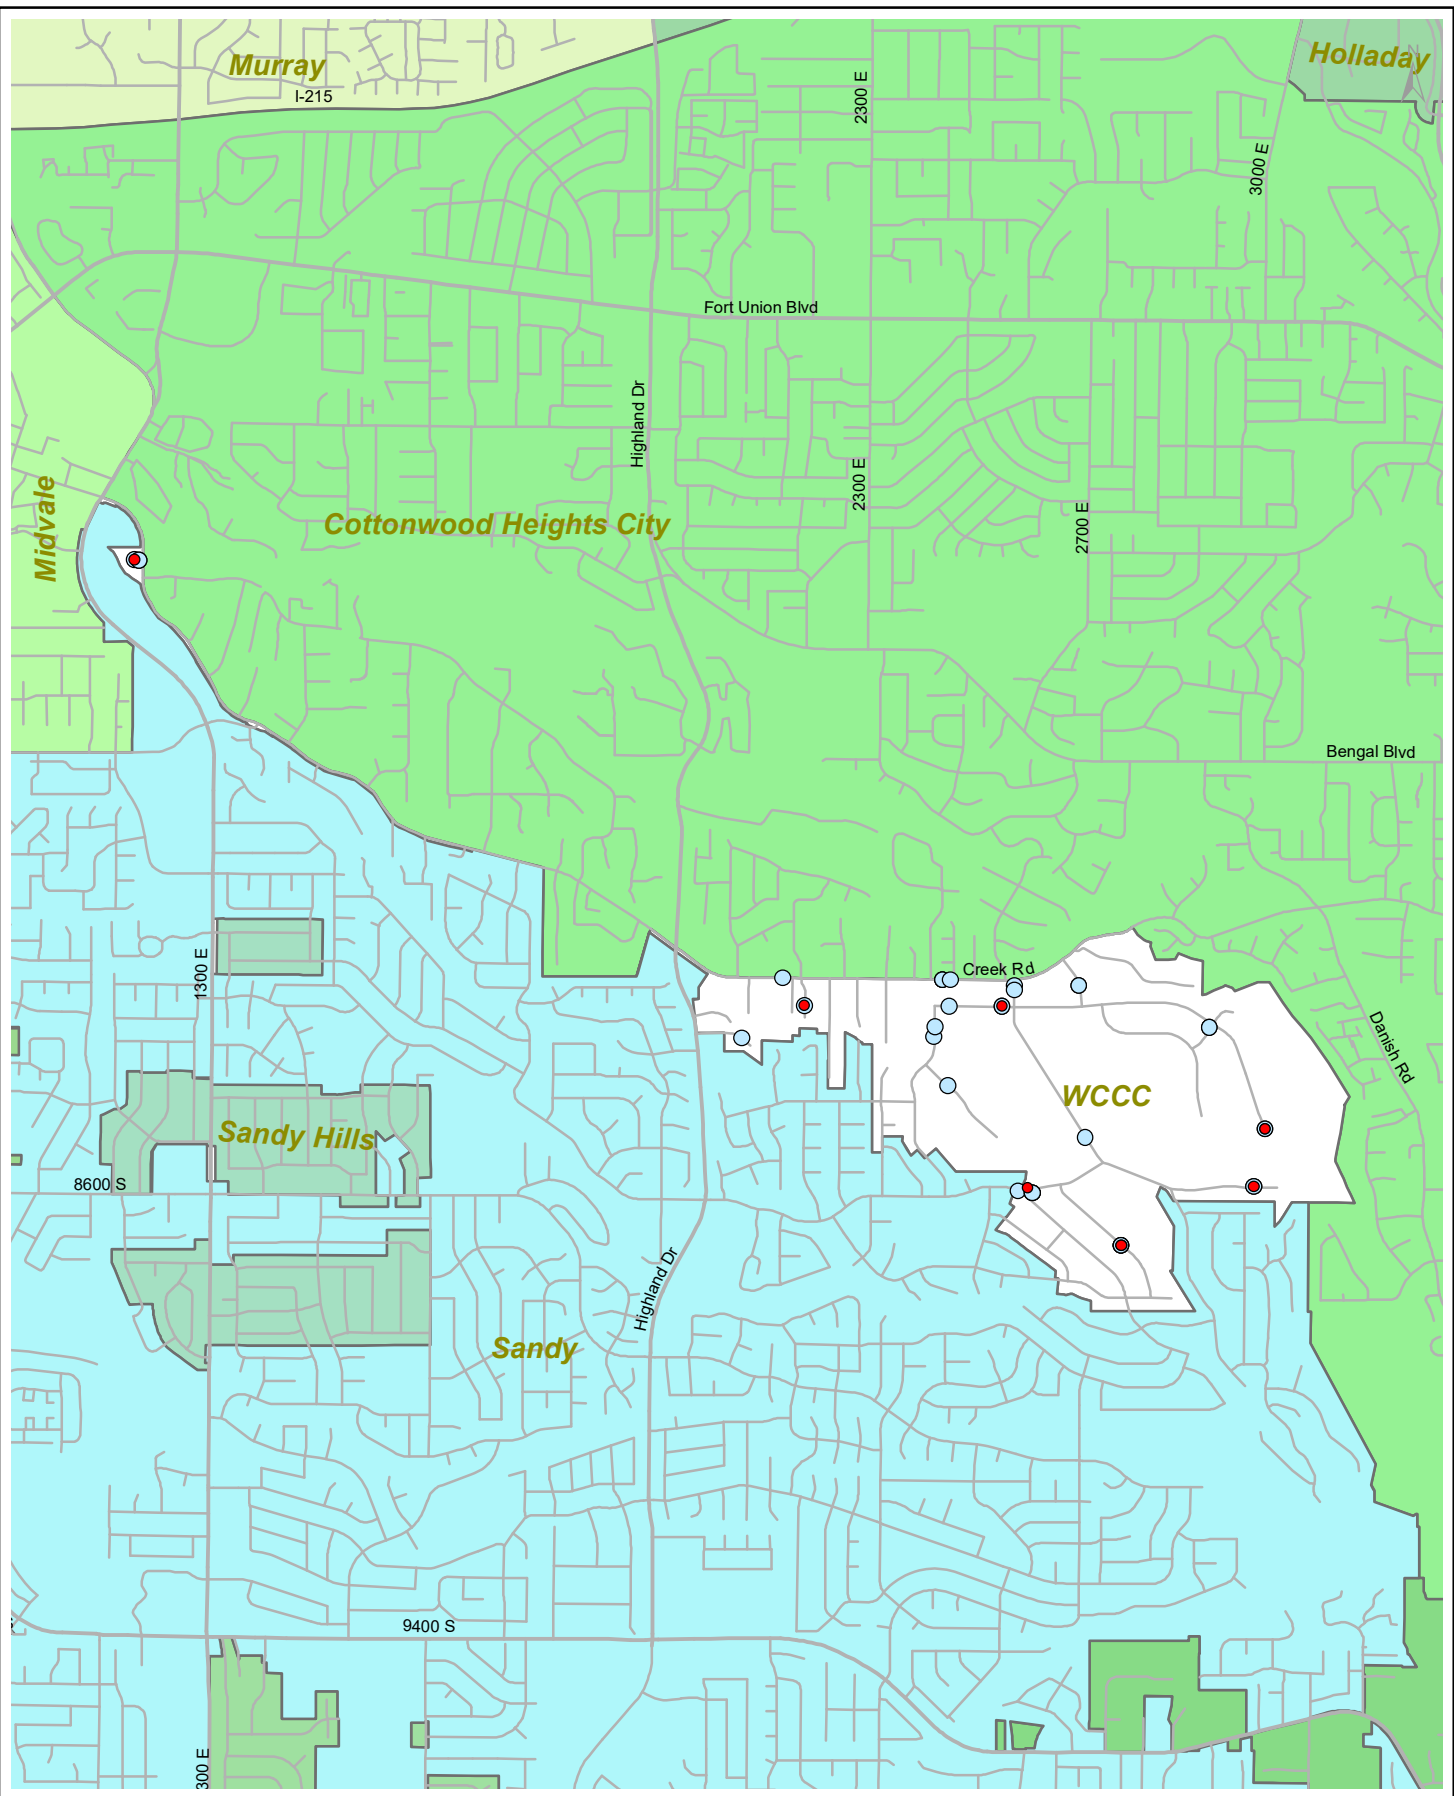 Holladay
Murray
I-215
2300 E
3000 E
Fort Union Blvd
Highland Dr
2300 E
Midvale
2700 E
Cottonwood Heights City
Bengal Blvd
1300 E
Creek Rd
Danish Rd
WCCC
Sandy Hills
8600 S
Highland Dr
Sandy
9400 S
300 E